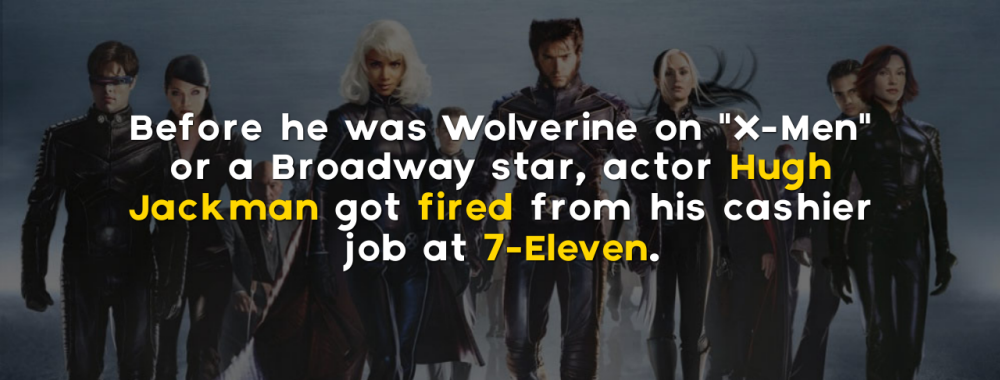 Before he was Wolverine on "X-Men"
or a Broadway star, actor Hugh
Jackman got fired from his cashier
job at 7-Eleven.